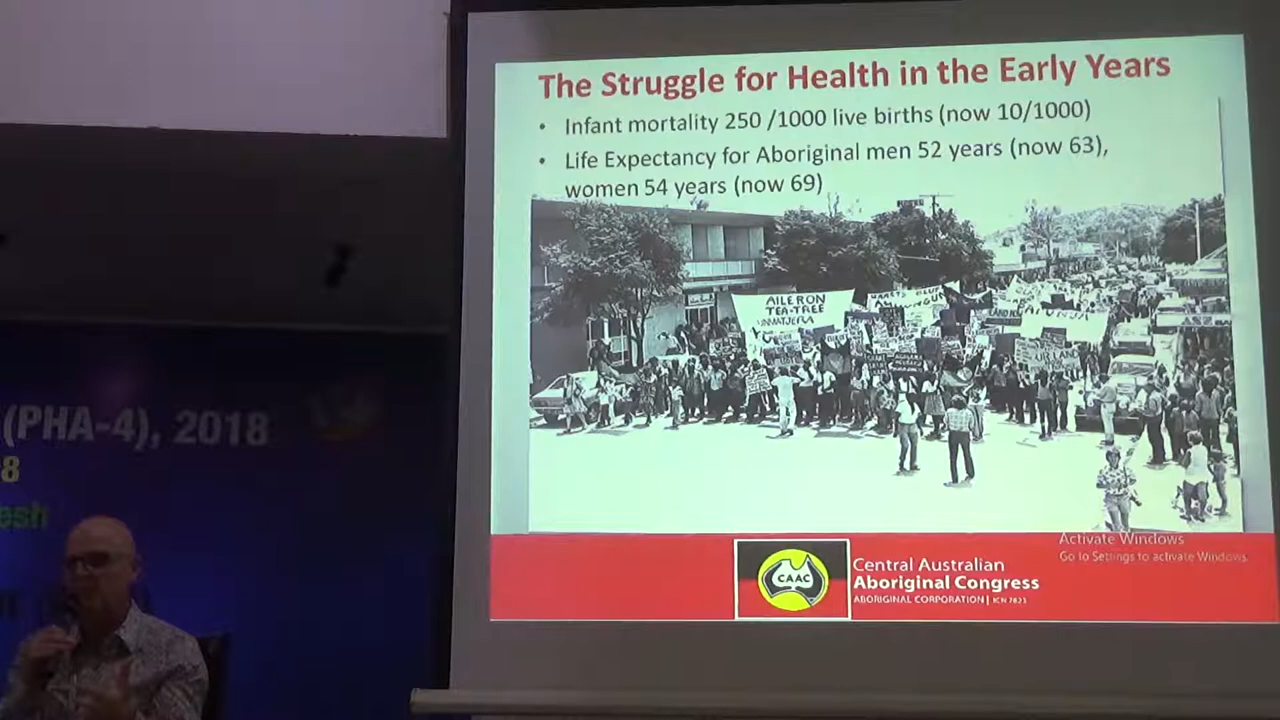 The Struggle for Health in the Early Years
• Infant mortality 250 /1000 live births (now 10/1000)
• Life Expectancy for Aboriginal men 52 years (now 63),
women 54 years (now 69)
AILERON
TEA-TREE
Activate Windows
Go to Settings to activate Windows.
CAAC
Central Australian
Aboriginal Congress
ABORIGINAL CORPORATION | ICN 7823
(PHA-4), 2018
8
esh